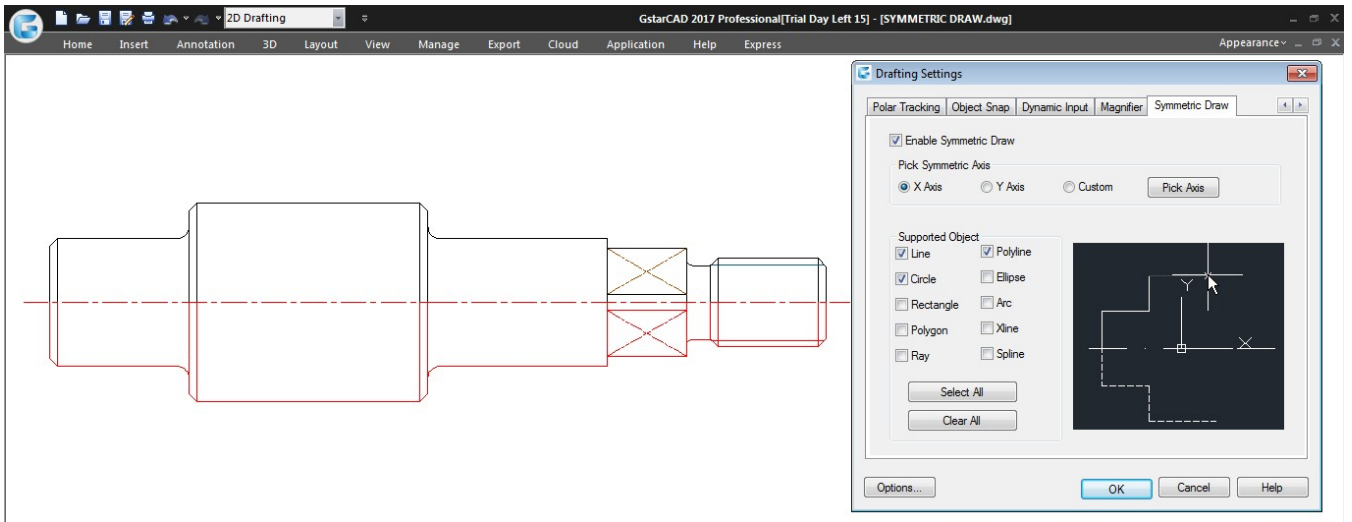 2D Drafting
GstarCAD 2017 Professional[Trial Day Left 15] - [SYMMETRIC DRAW.dwg]
Home Insert Annotation 3D Layout View Manage Export Cloud Application Help Express Appearance
Drafting Settings
Polar Tracking Object Snap Dynamic Input Magnifier Symmetric Draw
Enable Symmetric Draw
Pick Symmetric Axis
X Axis Y Axis Custom Pick Axis
Supported Object
Line Polyline
Circle Ellipse
Rectangle Arc
Polygon Xline
Ray Spline
Select All
Clear All
Y
X
Options... OK Cancel Help